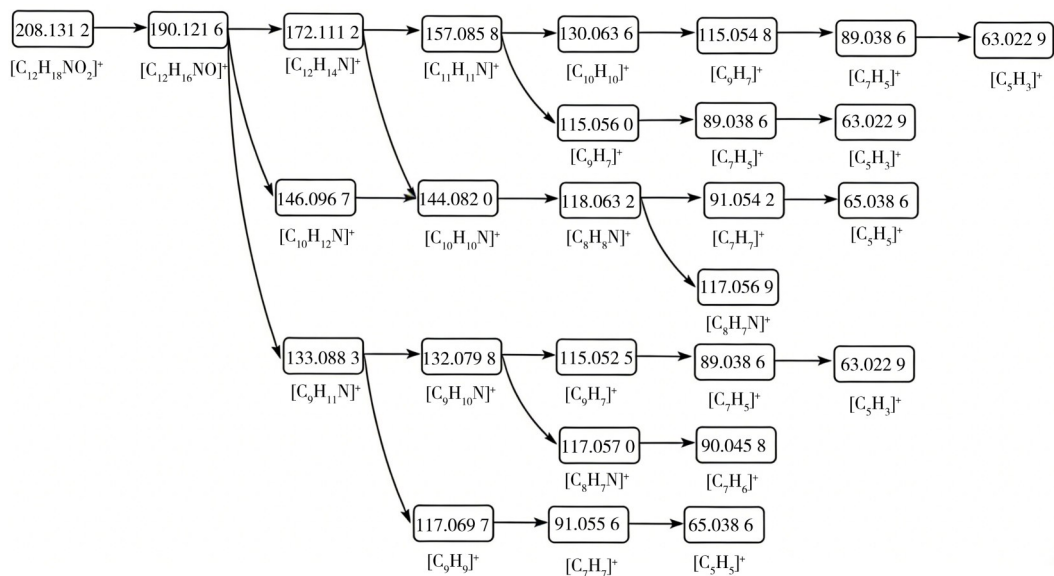 208.131 2 190.121 6 172.111 2 157.085 8 130.063 6 115.054 8 89.038 6 63.022 9
[C₁₂H₁₈NO₂]⁺ [C₁₂H₁₆NO]⁺ [C₁₂H₁₄N]⁺ [C₁₁H₁₁N]⁺ [C₁₀H₁₀]⁺ [C₉H₇]⁺ [C₇H₅]⁺ [C₅H₃]⁺
115.056 0 89.038 6 63.022 9
[C₉H₇]⁺ [C₇H₅]⁺ [C₅H₃]⁺
146.096 7 144.082 0 118.063 2 91.054 2 65.038 6
[C₁₀H₁₂N]⁺ [C₁₀H₁₀N]⁺ [C₈H₈N]⁺ [C₇H₇]⁺ [C₅H₅]⁺
117.056 9
[C₈H₇N]⁺
133.088 3 132.079 8 115.052 5 89.038 6 63.022 9
[C₉H₁₁N]⁺ [C₉H₁₀N]⁺ [C₉H₇]⁺ [C₇H₅]⁺ [C₅H₃]⁺
117.057 0 90.045 8
[C₈H₇N]⁺ [C₇H₆]⁺
117.069 7 91.055 6 65.038 6
[C₉H₉]⁺ [C₇H₇]⁺ [C₅H₅]⁺